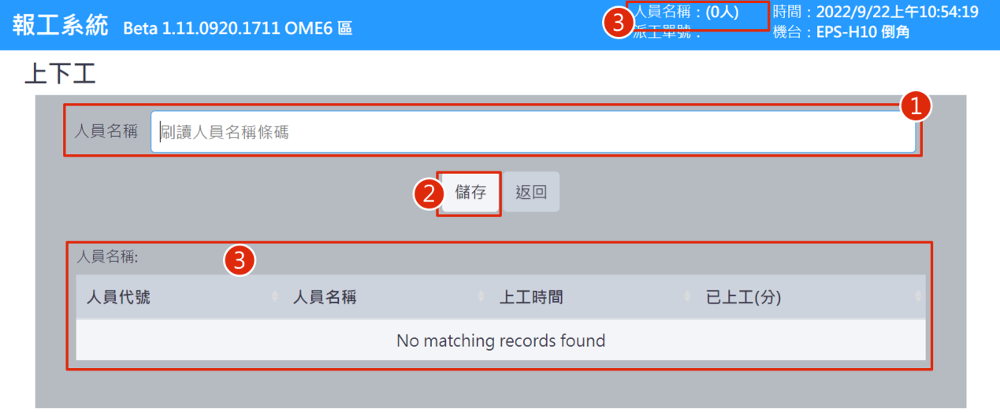 報工系統 Beta 1.11.0920.1711 OME6 區
人員名稱：(0人) 時間：2022/9/22上午10:54:19
3
派工單號： 機台：EPS-H10 倒角
上下工
1
人員名稱 刷讀人員名稱條碼
2 儲存 返回
人員名稱: 3
人員代號 人員名稱 上工時間 已上工(分)
No matching records found